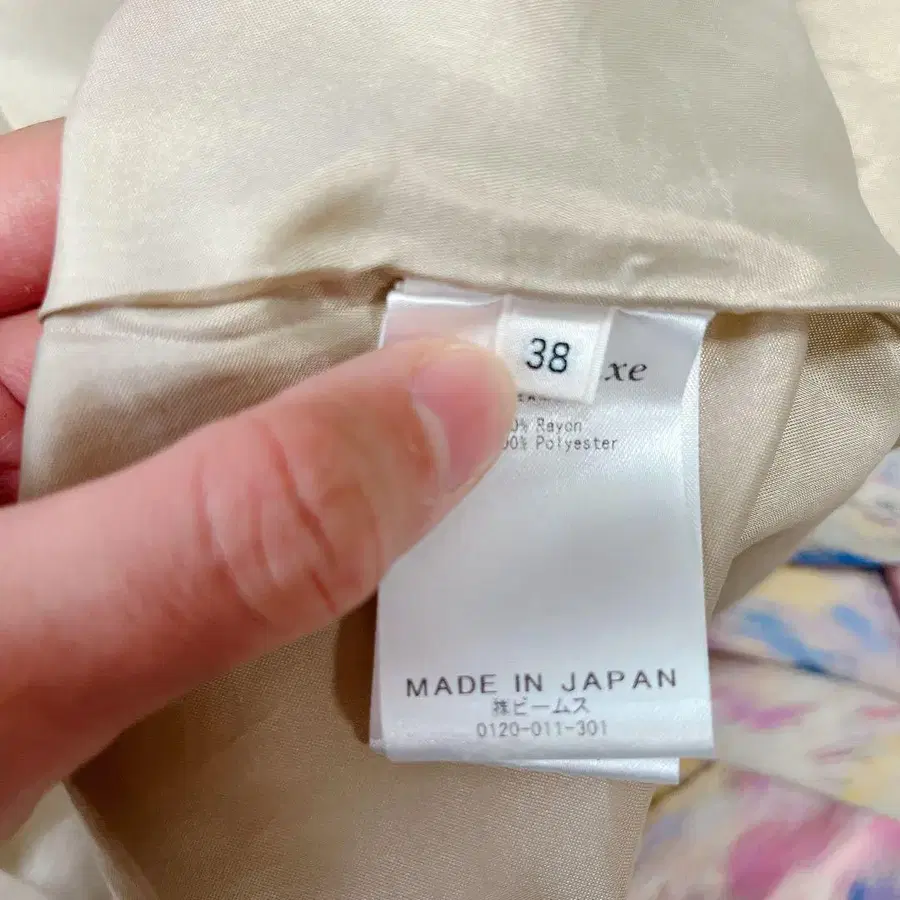 38
xe
Rayon
Polyester
MADE IN JAPAN
㈱ビームス
0120-011-301